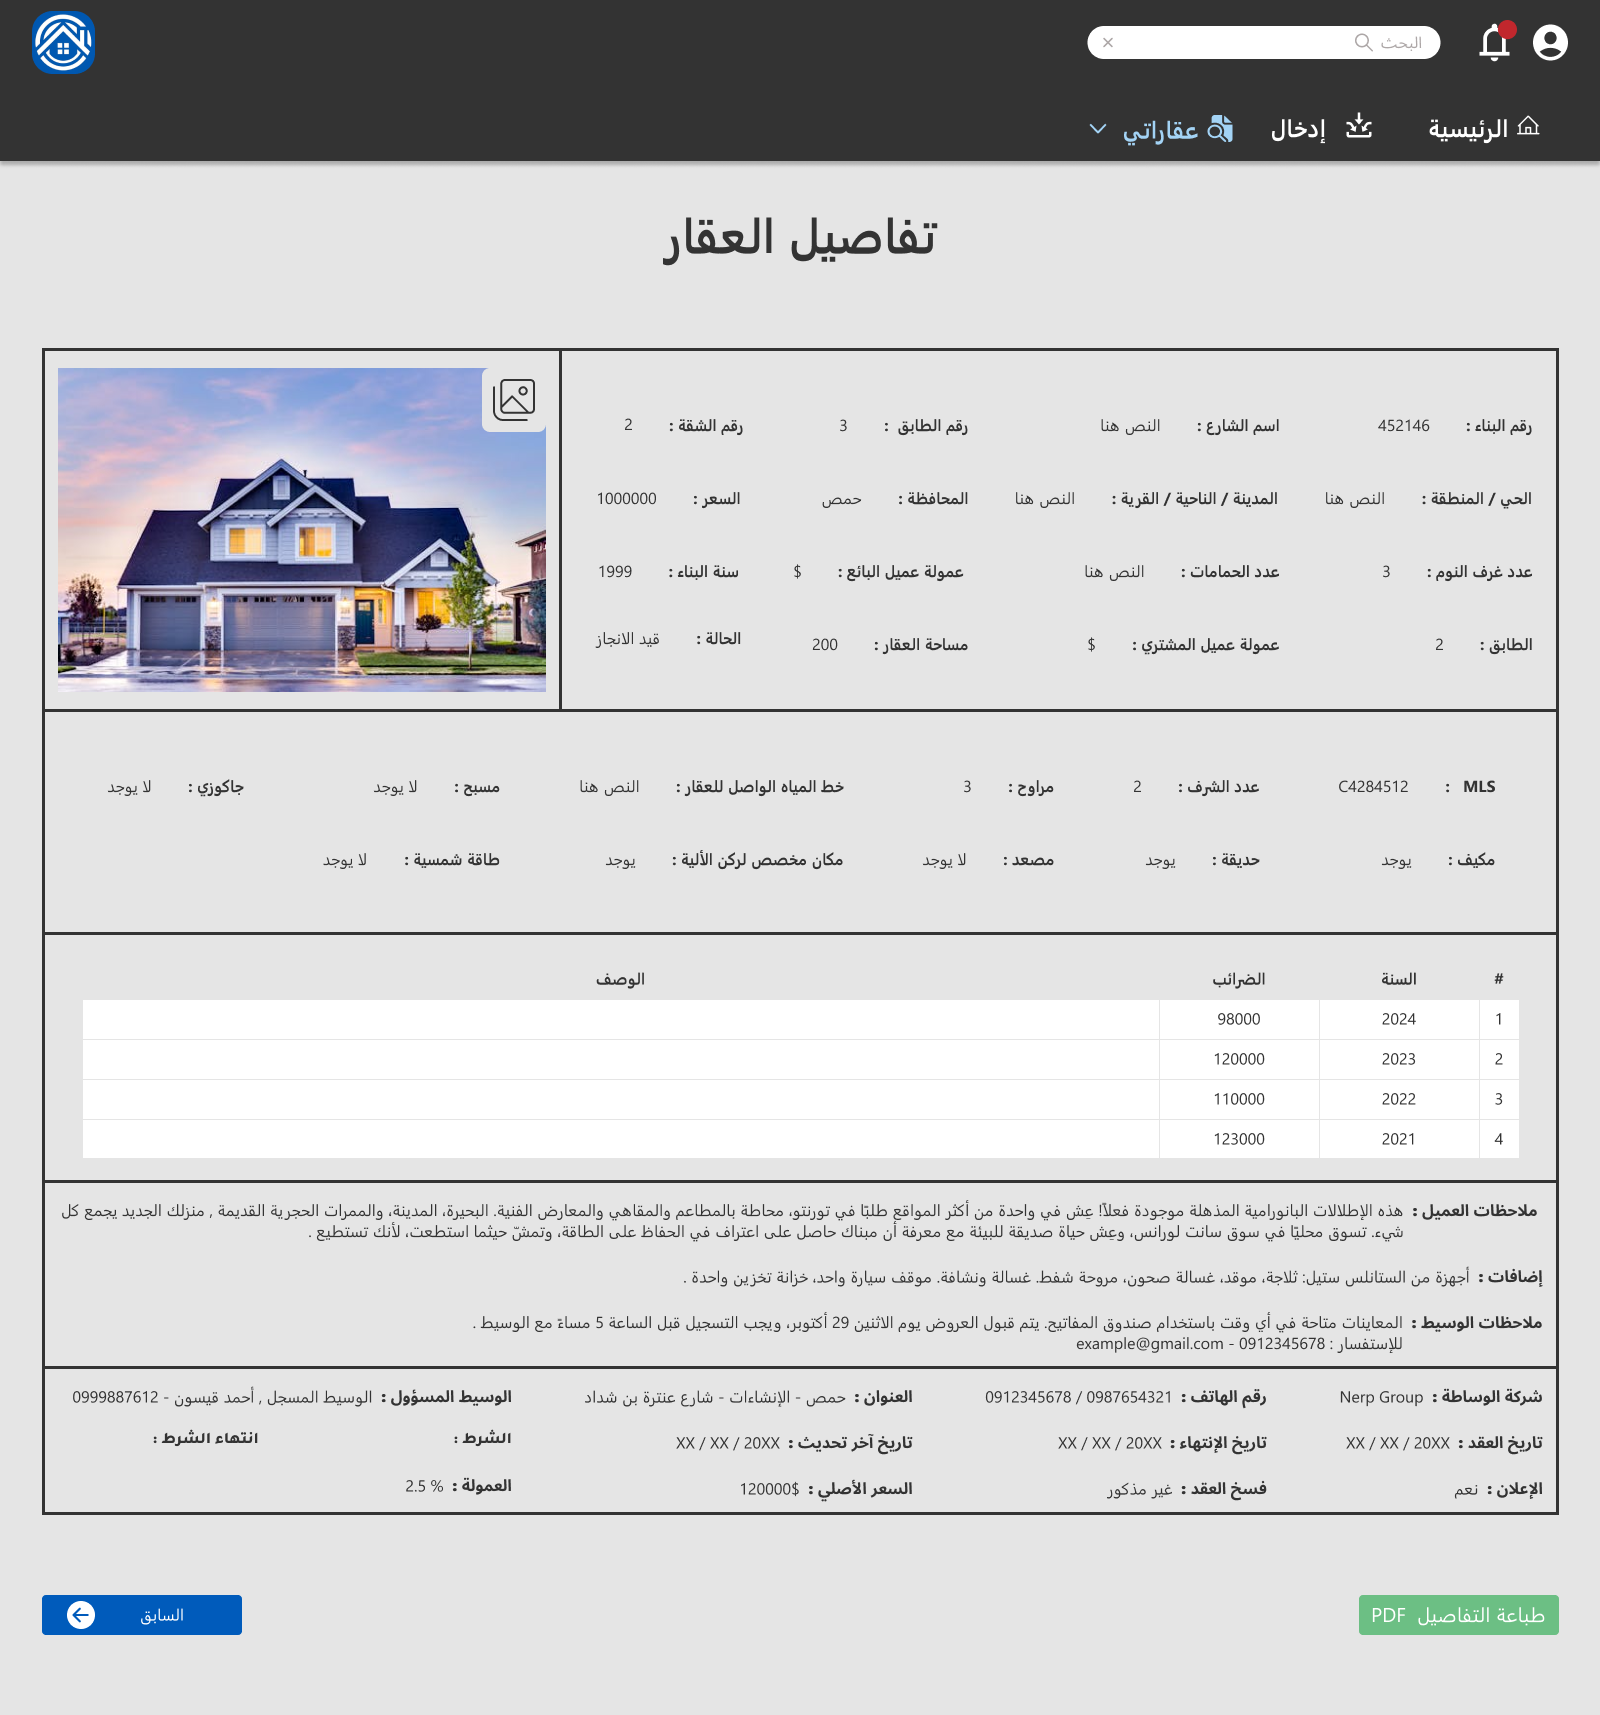 البحث
الرئيسية
إدخال
عقاراتي
تفاصيل العقار
رقم البناء : 452146 اسم الشارع : النص هنا رقم الطابق : 3 رقم الشقة : 2
الحي / المنطقة : النص هنا المدينة / الناحية / القرية : النص هنا المحافظة : حمص السعر : 1000000
عدد غرف النوم : 3 عدد الحمامات : النص هنا عمولة عميل البائع : $ سنة البناء : 1999
الطابق : 2 عمولة عميل المشتري : $ مساحة العقار : 200 الحالة : قيد الانجاز
MLS : C4284512 عدد الشرف : 2 مراوح : 3 خط المياه الواصل للعقار : النص هنا مسبح : لا يوجد جاكوزي : لا يوجد
مكيف : يوجد حديقة : يوجد مصعد : لا يوجد مكان مخصص لركن الألية : يوجد طاقة شمسية : لا يوجد
# السنة الضرائب الوصف
1 2024 98000
2 2023 120000
3 2022 110000
4 2021 123000
ملاحظات العميل : هذه الإطلالات البانورامية المذهلة موجودة فعلاً! عِش في واحدة من أكثر المواقع طلبًا في تورنتو، محاطة بالمطاعم والمقاهي والمعارض الفنية. البحيرة، المدينة، والممرات الحجرية القديمة , منزلك الجديد يجمع كل
شيء. تسوق محليًا في سوق سانت لورانس، وعِش حياة صديقة للبيئة مع معرفة أن مبناك حاصل على اعتراف في الحفاظ على الطاقة، وتمشّ حيثما استطعت، لأنك تستطيع .
إضافات : أجهزة من الستانلس ستيل: ثلاجة، موقد، غسالة صحون، مروحة شفط. غسالة ونشافة. موقف سيارة واحد، خزانة تخزين واحدة .
ملاحظات الوسيط : المعاينات متاحة في أي وقت باستخدام صندوق المفاتيح. يتم قبول العروض يوم الاثنين 29 أكتوبر، ويجب التسجيل قبل الساعة 5 مساءً مع الوسيط .
للإستفسار : 0912345678 - example@gmail.com
شركة الوساطة : Nerp Group رقم الهاتف : 0912345678 / 0987654321 العنوان : حمص - الإنشاءات - شارع عنترة بن شداد الوسيط المسؤول : الوسيط المسجل , أحمد قيسون - 0999887612
تاريخ العقد : XX / XX / 20XX تاريخ الإنتهاء : XX / XX / 20XX تاريخ آخر تحديث : XX / XX / 20XX الشرط : انتهاء الشرط :
الإعلان : نعم فسخ العقد : غير مذكور السعر الأصلي : 120000$ العمولة : % 2.5
طباعة التفاصيل PDF
السابق